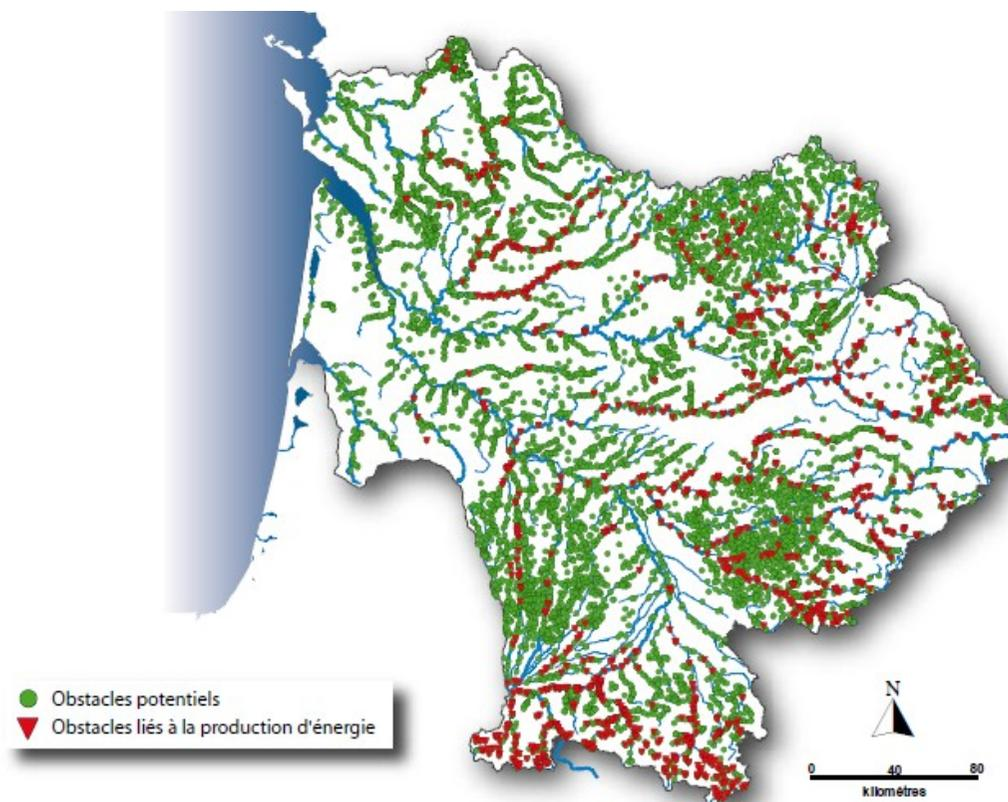 Obstacles potentiels
Obstacles liés à la production d'énergie
N
0 40 80
kilomètres